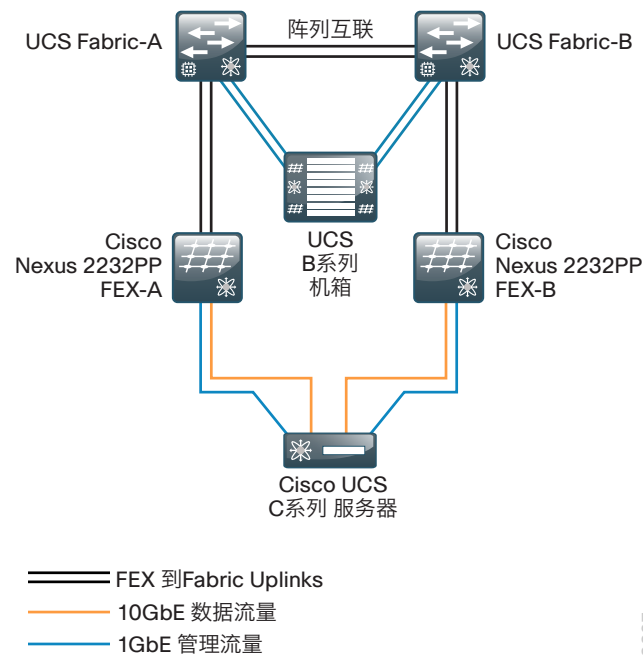 UCS Fabric-A
阵列互联
UCS Fabric-B
Cisco
Nexus 2232PP
FEX-A
UCS
B系列
机箱
Cisco
Nexus 2232PP
FEX-B
Cisco UCS
C系列 服务器
FEX 到Fabric Uplinks
10GbE 数据流量
1GbE 管理流量